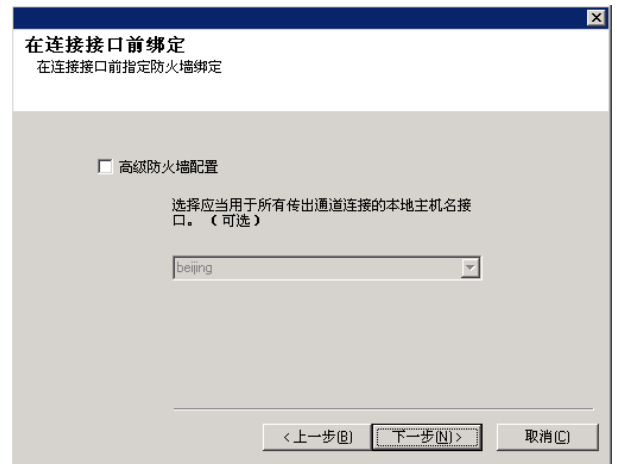 在连接接口前绑定
在连接接口前指定防火墙绑定
高级防火墙配置
选择应当用于所有传出通道连接的本地主机名接
口。（可选）
beijing
<上一步(B)
下一步(N)>
取消(C)